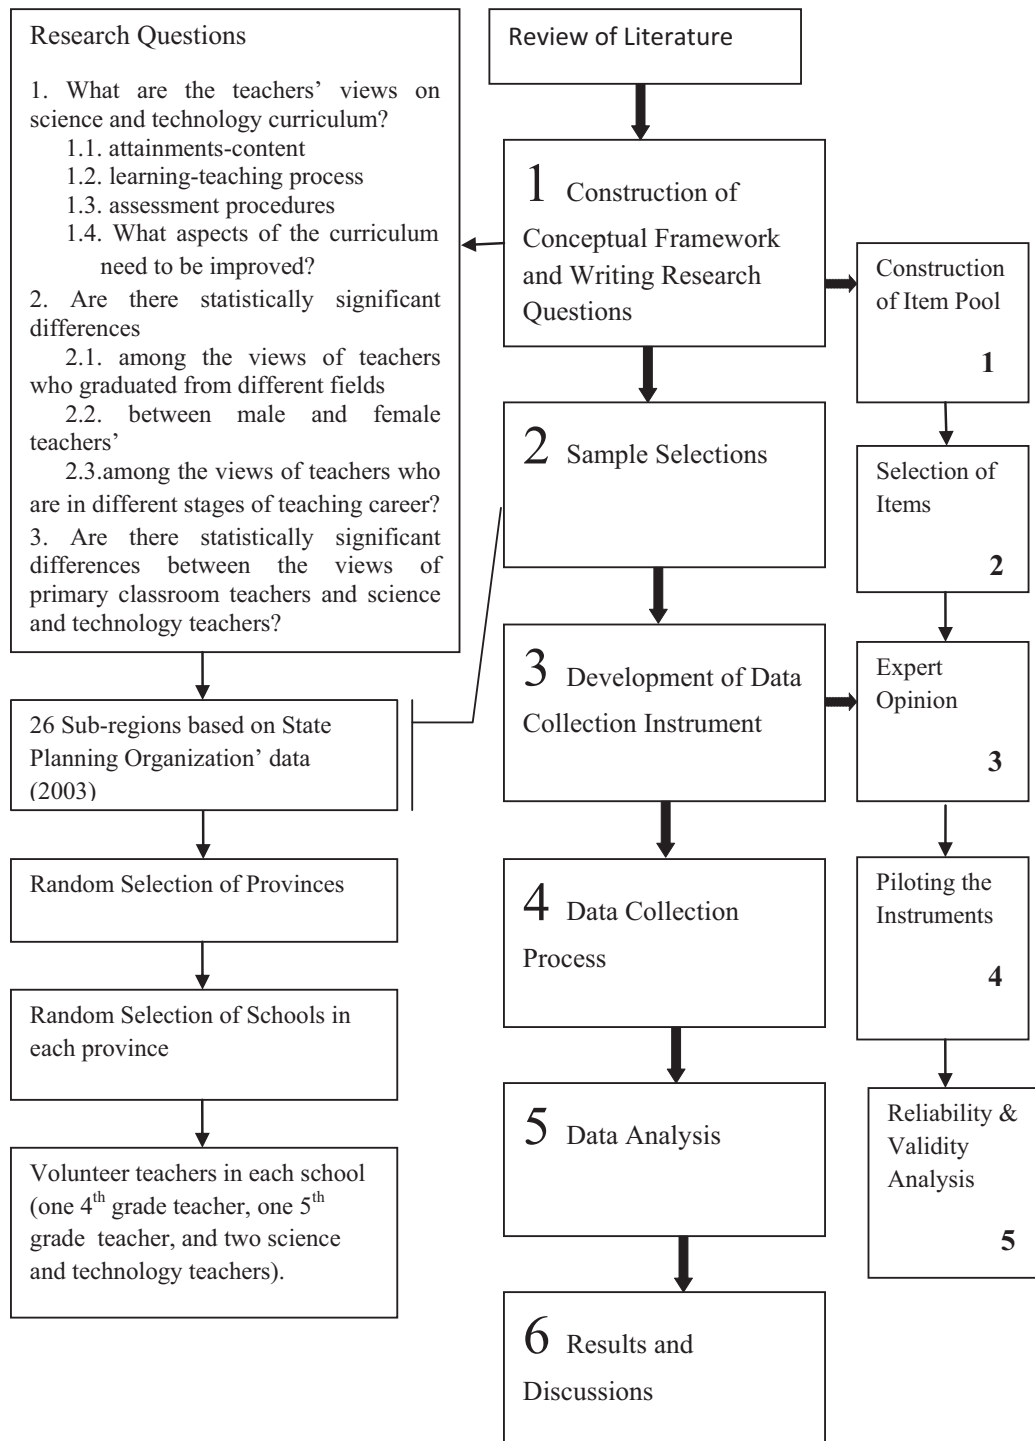 Research Questions
1. What are the teachers' views on
science and technology curriculum?
1.1. attainments-content
1.2. learning-teaching process
1.3. assessment procedures
1.4. What aspects of the curriculum
need to be improved?
2. Are there statistically significant
differences
2.1. among the views of teachers
who graduated from different fields
2.2. between male and female
teachers'
2.3.among the views of teachers who
are in different stages of teaching career?
3. Are there statistically significant
differences between the views of
primary classroom teachers and science
and technology teachers?
26 Sub-regions based on State
Planning Organization' data
(2003)
Random Selection of Provinces
Random Selection of Schools in
each province
Volunteer teachers in each school
(one 4th grade teacher, one 5th
grade teacher, and two science
and technology teachers).
Review of Literature
1 Construction of
Conceptual Framework
and Writing Research
Questions
2 Sample Selections
3 Development of Data
Collection Instrument
4 Data Collection
Process
5 Data Analysis
6 Results and
Discussions
Construction
of Item Pool
1
Selection of
Items
2
Expert
Opinion
3
Piloting the
Instruments
4
Reliability &
Validity
Analysis
5